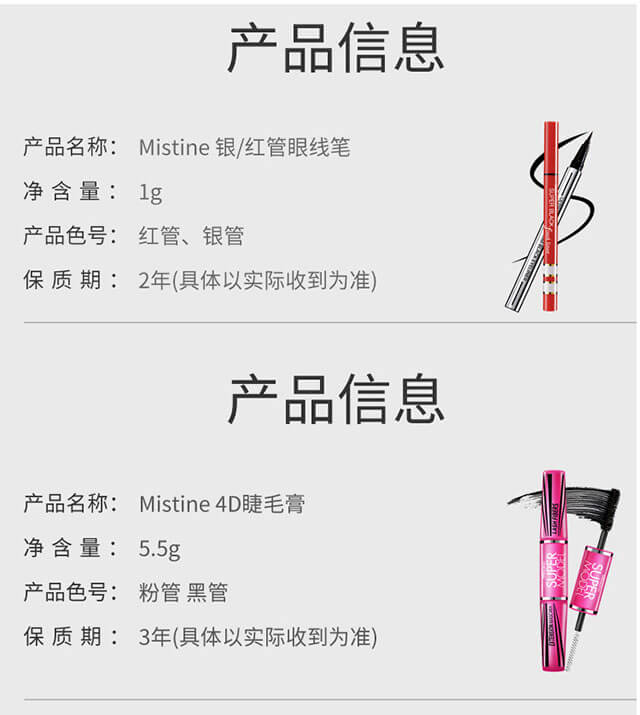 产品信息
产品名称： Mistine 银/红管眼线笔
净含量： 1g
产品色号： 红管、银管
保质期： 2年(具体以实际收到为准)
SUPER BLACK
产品信息
产品名称： Mistine 4D睫毛膏
净含量： 5.5g
产品色号： 粉管 黑管
保质期： 3年(具体以实际收到为准)
SUPER
MODEL
SUPER
MODEL